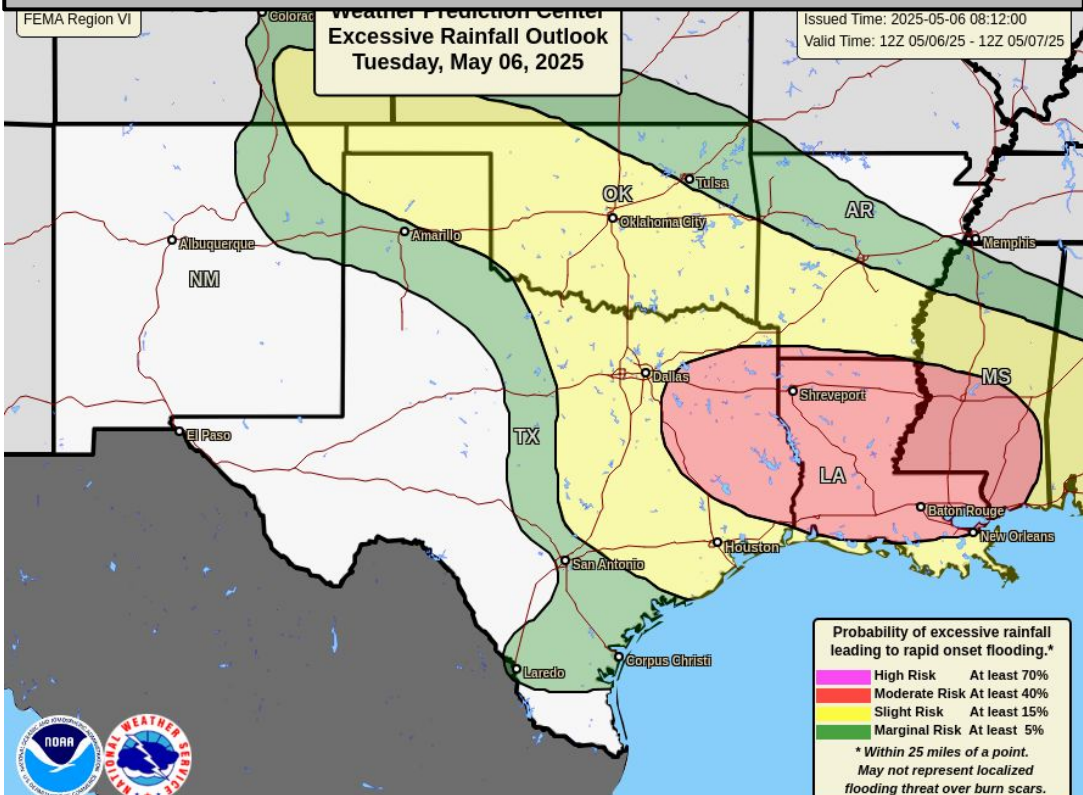 FEMA Region VI
Weather Prediction Center
Excessive Rainfall Outlook
Tuesday, May 06, 2025
Issued Time: 2025-05-06 08:12:00
Valid Time: 12Z 05/06/25 - 12Z 05/07/25
Colorad
Tulsa
OK
Oklahoma City
AR
Memphis
Albuquerque
Amarillo
NM
Dallas
MS
Shreveport
El Paso
TX
LA
Baton Rouge
New Orleans
Houston
San Antonio
Corpus Christi
Laredo
Probability of excessive rainfall
leading to rapid onset flooding.*
High Risk At least 70%
Moderate Risk At least 40%
Slight Risk At least 15%
Marginal Risk At least 5%
* Within 25 miles of a point.
May not represent localized
flooding threat over burn scars.
NOAA
NATIONAL WEATHER SERVICE